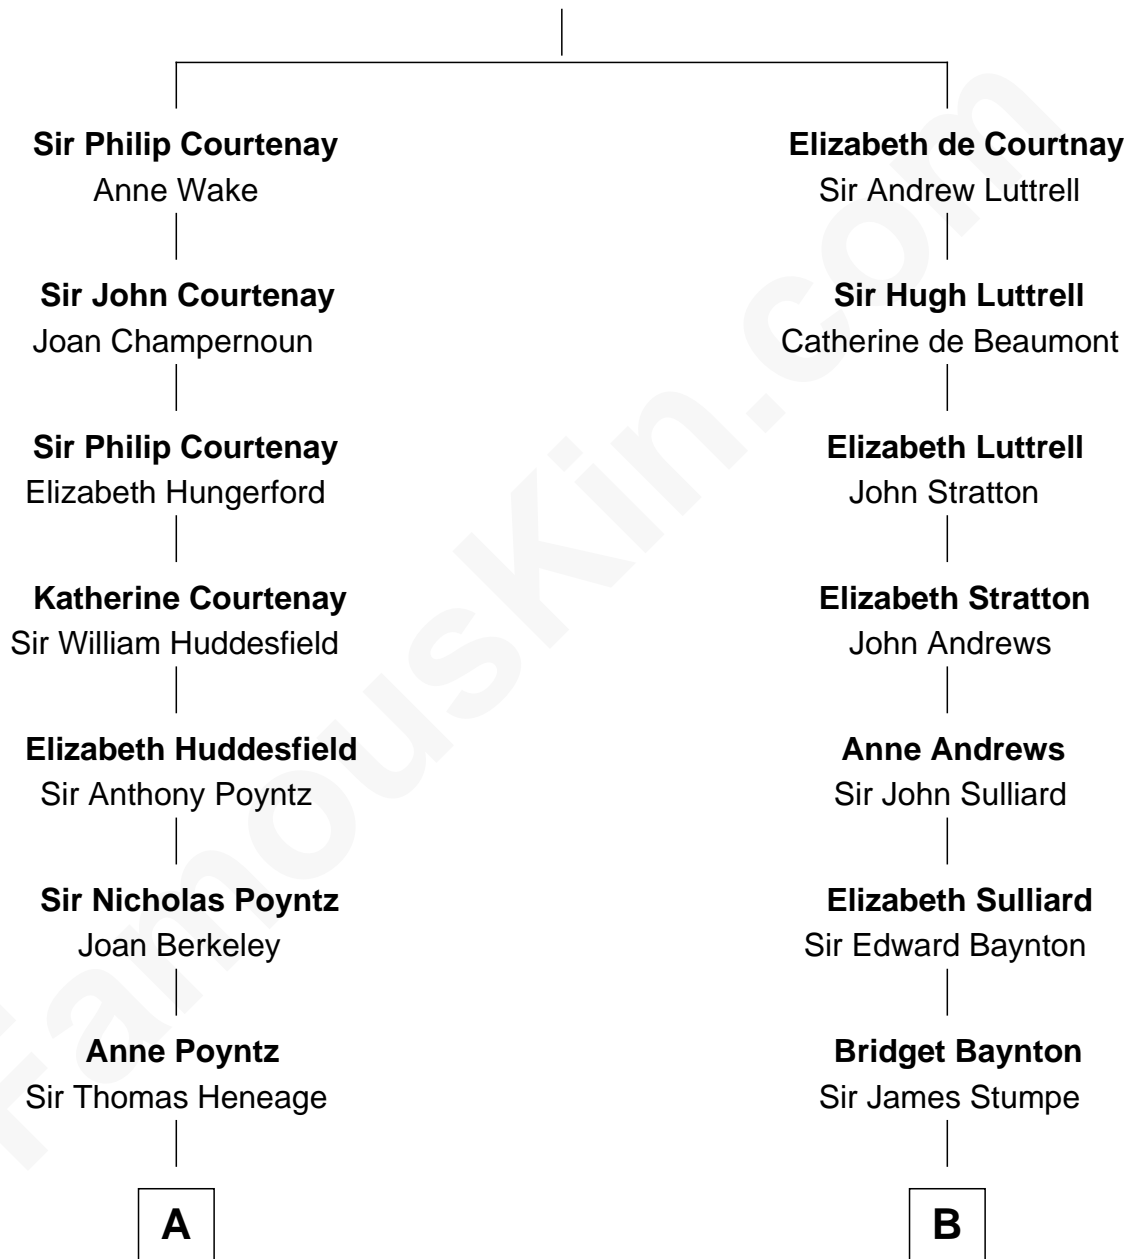 Sir Philip Courtenay
Anne Wake
Sir John Courtenay
Joan Champernoun
Sir Philip Courtenay
Elizabeth Hungerford
Katherine Courtenay
Sir William Huddesfield
Elizabeth Huddesfield
Sir Anthony Poyntz
Sir Nicholas Poyntz
Joan Berkeley
Anne Poyntz
Sir Thomas Heneage
A
Elizabeth de Courtnay
Sir Andrew Luttrell
Sir Hugh Luttrell
Catherine de Beaumont
Elizabeth Luttrell
John Stratton
Elizabeth Stratton
John Andrews
Anne Andrews
Sir John Sulliard
Elizabeth Sulliard
Sir Edward Baynton
Bridget Baynton
Sir James Stumpe
B
FamousKin.com